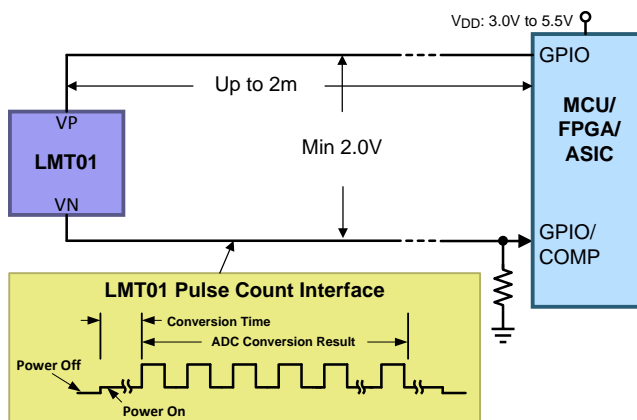 VDD: 3.0V to 5.5V
GPIO
Up to 2m
MCU/
FPGA/
ASIC
VP
LMT01
VN
Min 2.0V
GPIO/
COMP
LMT01 Pulse Count Interface
Conversion Time
ADC Conversion Result
Power Off
Power On